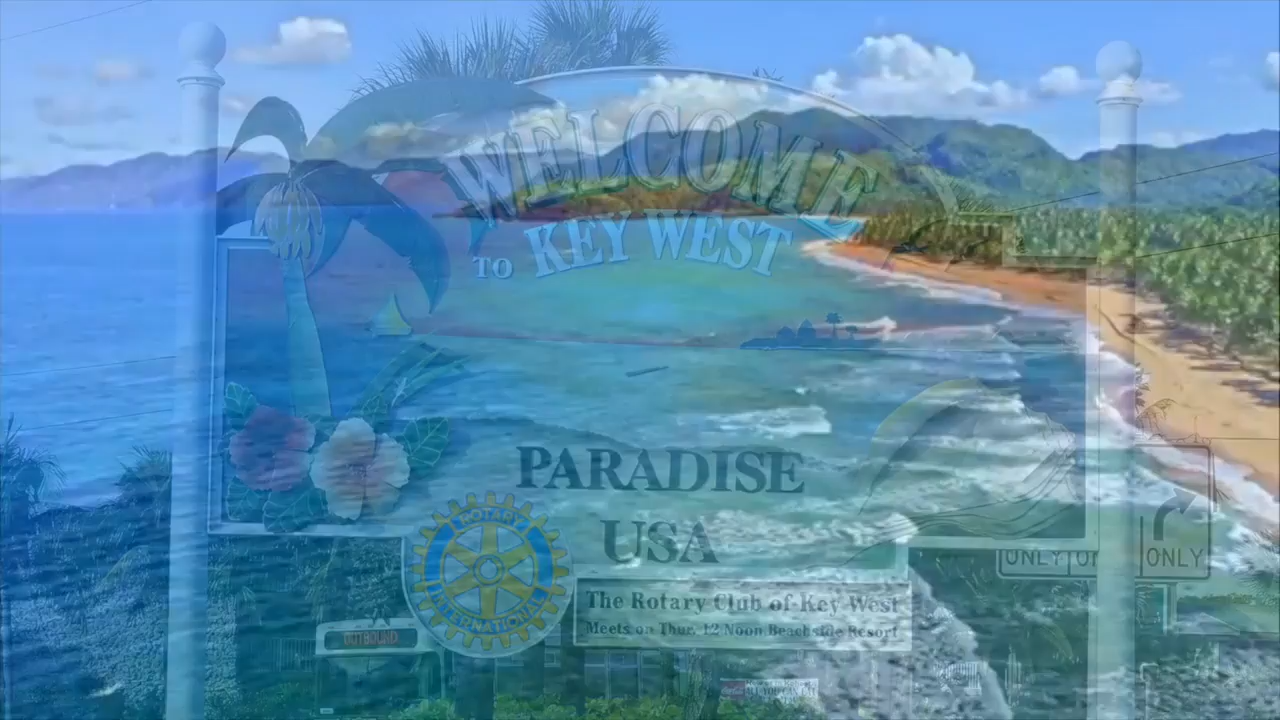 WELCOME
TO KEY WEST
PARADISE
USA
ROTARY
INTERNATIONAL
The Rotary Club of Key West
Meets on Thur. 12 Noon Beachside Resort
OUTBOUND
ONLY
ONLY